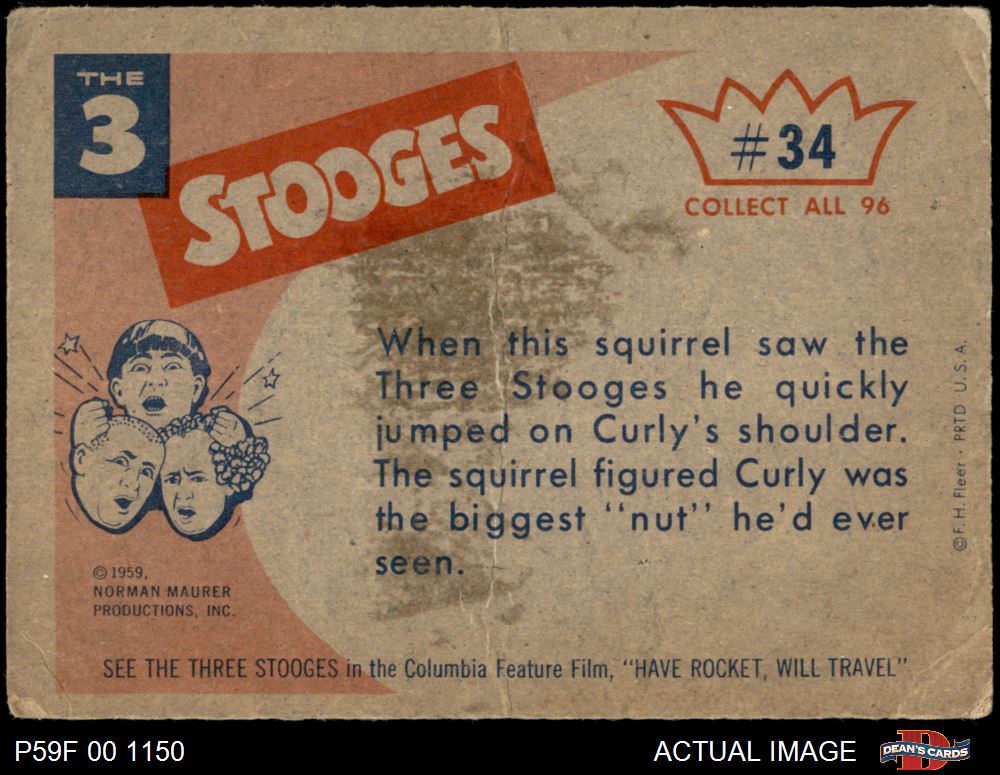 THE
3
STOOGES
#34
COLLECT ALL 96
When this squirrel saw the
Three Stooges he quickly
jumped on Curly's shoulder.
The squirrel figured Curly was
the biggest "nut" he'd ever
seen.
© F. H. Fleer • PRTD U. S. A.
© 1959,
NORMAN MAURER
PRODUCTIONS, INC.
SEE THE THREE STOOGES in the Columbia Feature Film, "HAVE ROCKET, WILL TRAVEL"
P59F 00 1150
ACTUAL IMAGE
D
DEAN'S CARDS